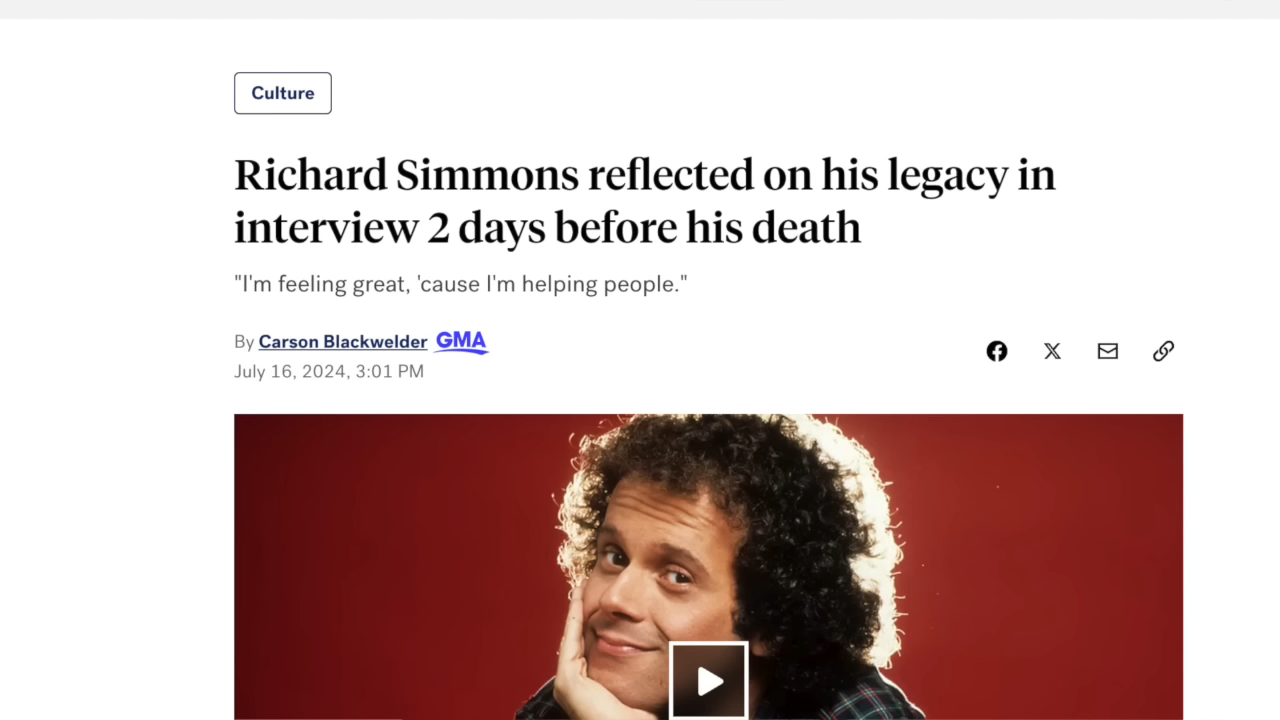 Culture
Richard Simmons reflected on his legacy in
interview 2 days before his death
"I'm feeling great, 'cause I'm helping people."
By Carson Blackwelder GMA
July 16, 2024, 3:01 PM